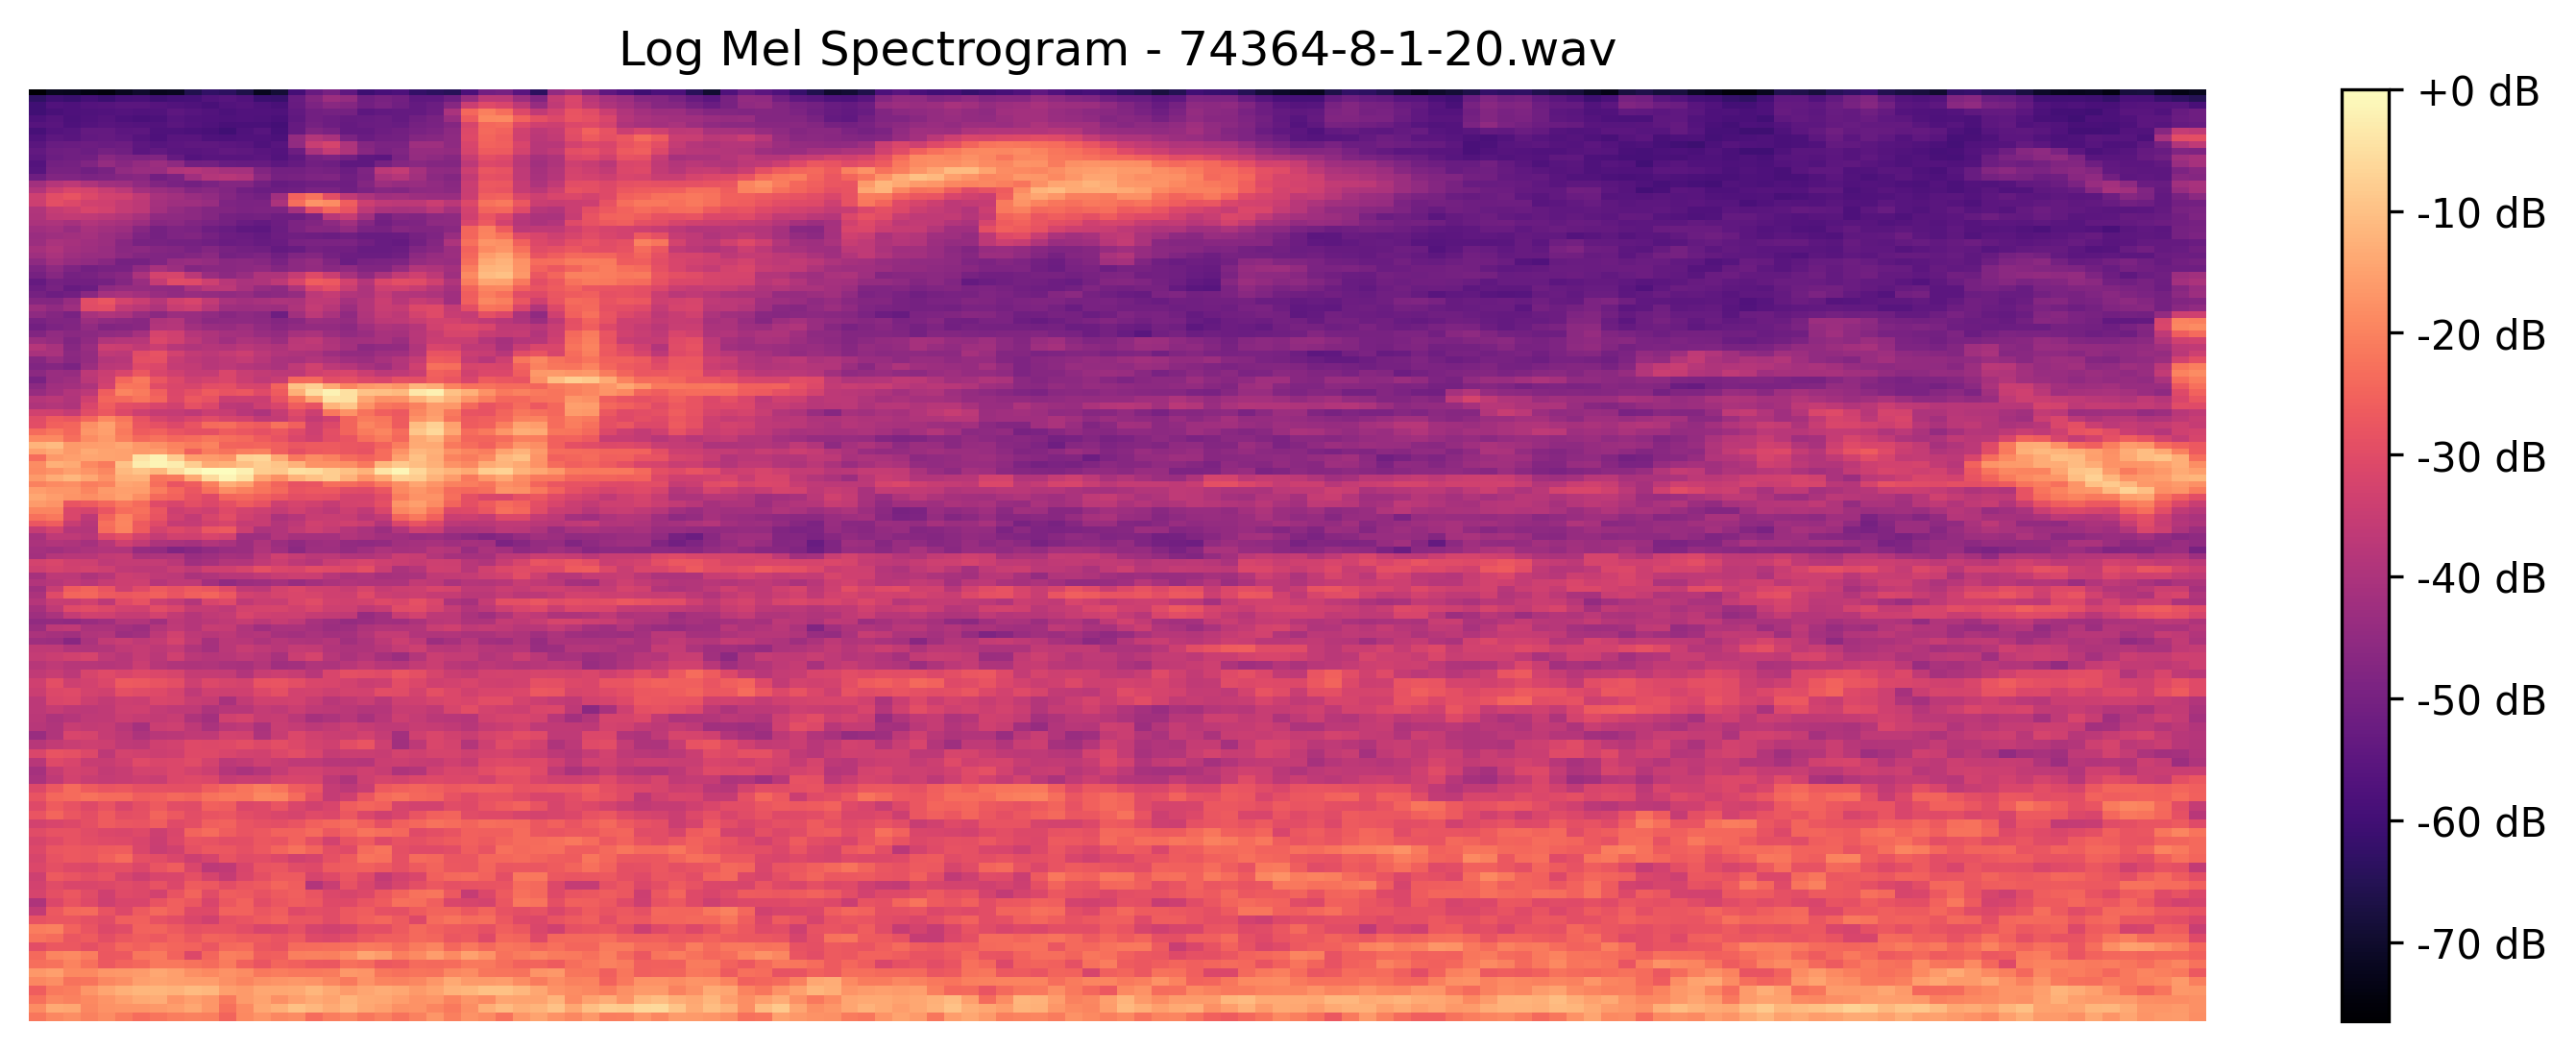 Log Mel Spectrogram - 74364-8-1-20.wav
+0 dB
-10 dB
-20 dB
-30 dB
-40 dB
-50 dB
-60 dB
-70 dB